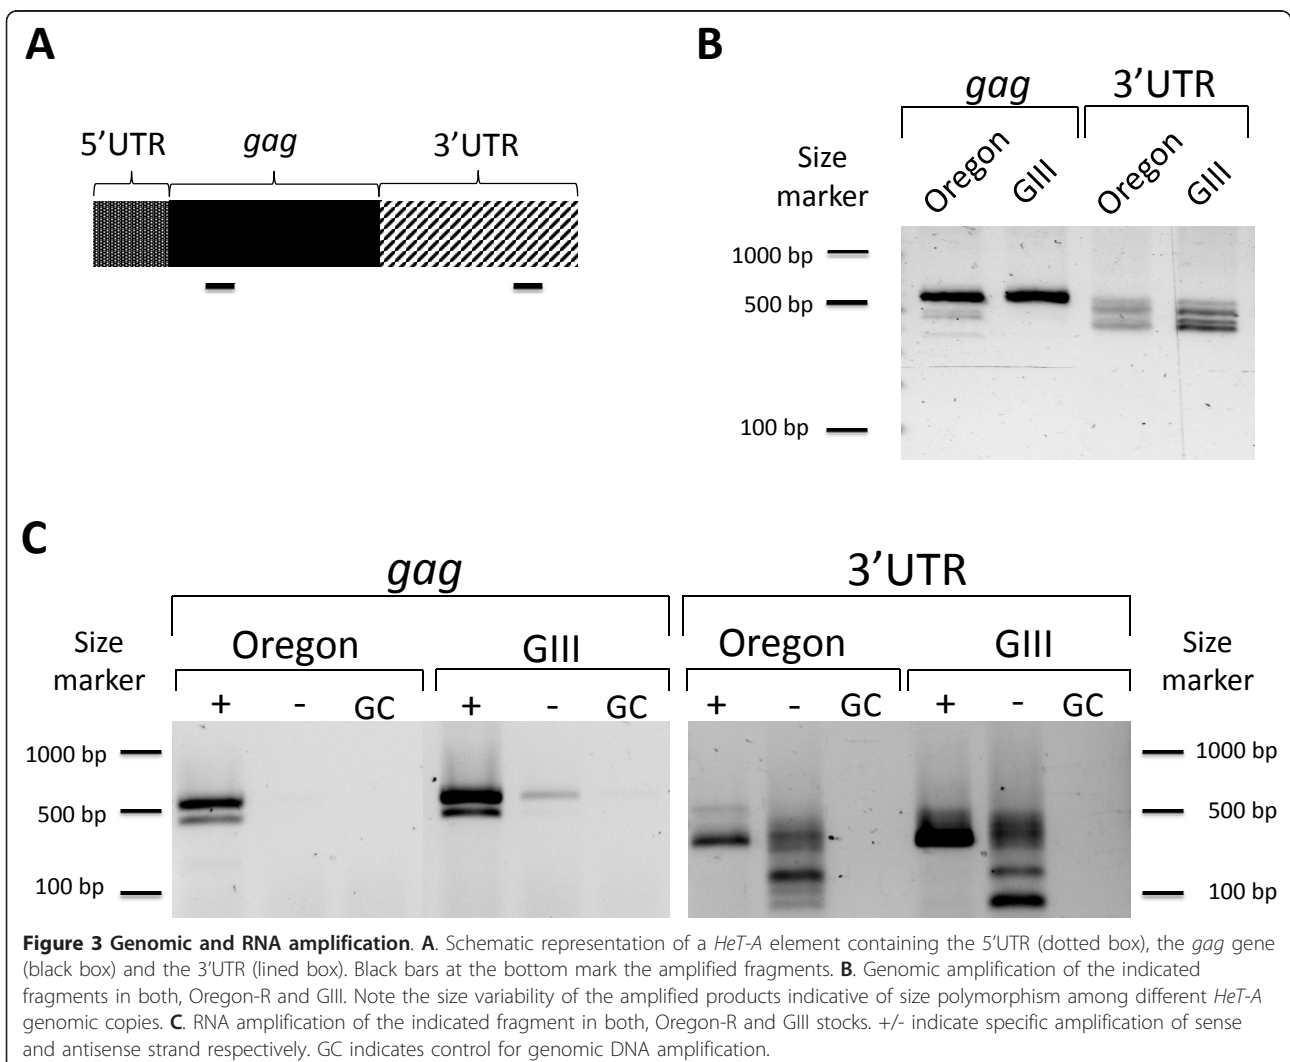 A
5'UTR gag 3'UTR
B
gag 3'UTR
Size marker
Oregon GIII Oregon GIII
1000 bp
500 bp
100 bp
C
gag 3'UTR
Size marker
Oregon GIII Oregon GIII
Size marker
+ - GC + - GC + - GC + - GC
1000 bp
500 bp
100 bp
1000 bp
500 bp
100 bp
Figure 3 Genomic and RNA amplification. A. Schematic representation of a HeT-A element containing the 5'UTR (dotted box), the gag gene
(black box) and the 3'UTR (lined box). Black bars at the bottom mark the amplified fragments. B. Genomic amplification of the indicated
fragments in both, Oregon-R and GIII. Note the size variability of the amplified products indicative of size polymorphism among different HeT-A
genomic copies. C. RNA amplification of the indicated fragment in both, Oregon-R and GIII stocks. +/- indicate specific amplification of sense
and antisense strand respectively. GC indicates control for genomic DNA amplification.